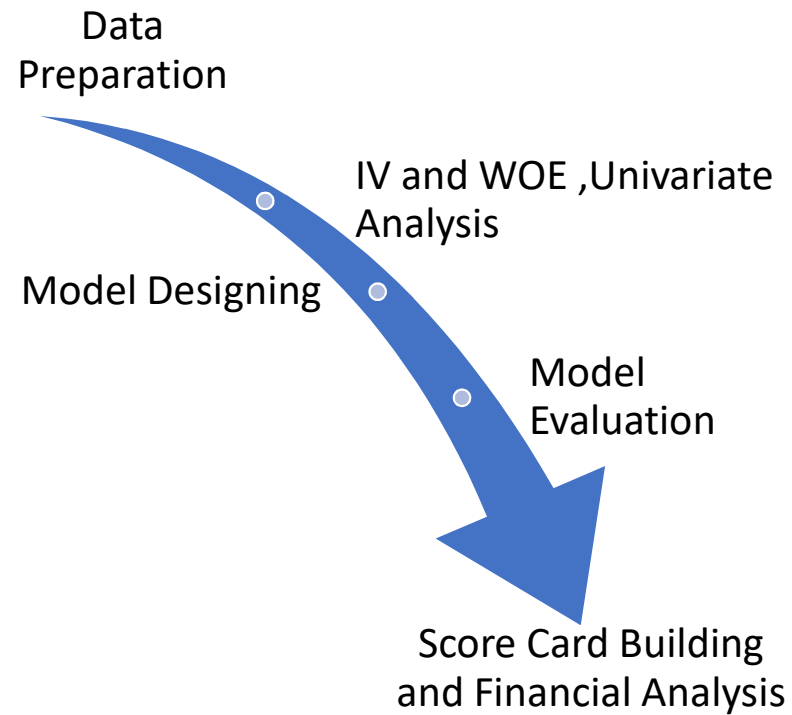 Data
Preparation
IV and WOE ,Univariate
Analysis
Model Designing
Model
Evaluation
Score Card Building
and Financial Analysis